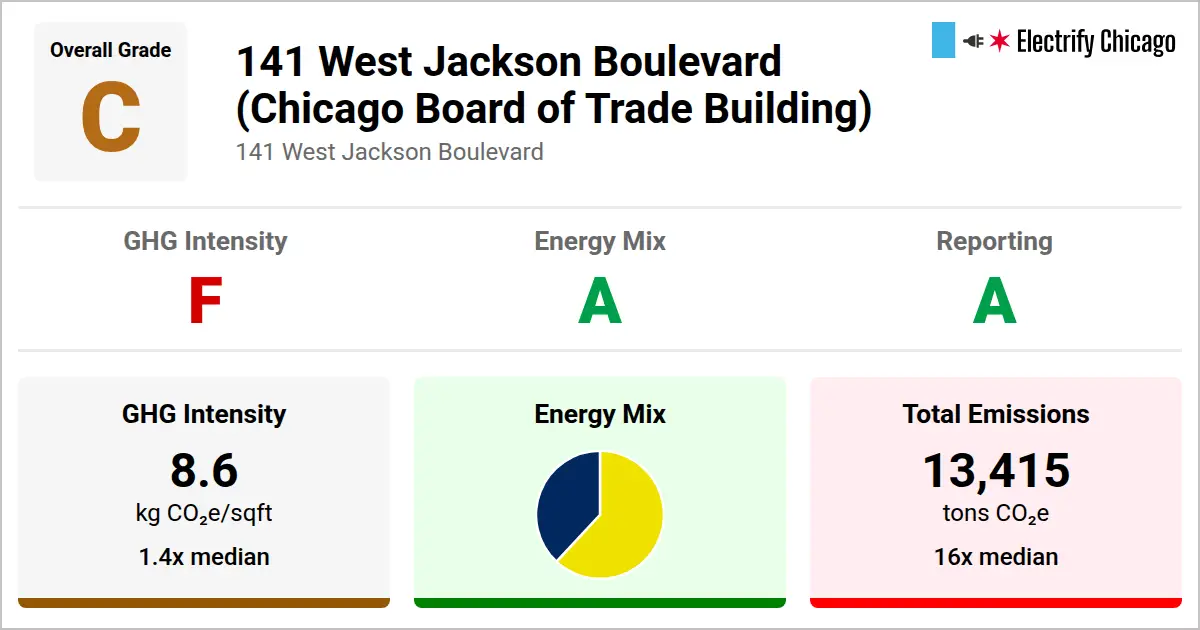 Overall Grade
C
141 West Jackson Boulevard
(Chicago Board of Trade Building)
141 West Jackson Boulevard
Electrify Chicago
GHG Intensity
F
Energy Mix
A
Reporting
A
GHG Intensity
8.6
kg CO₂e/sqft
1.4x median
Energy Mix
Total Emissions
13,415
tons CO₂e
16x median